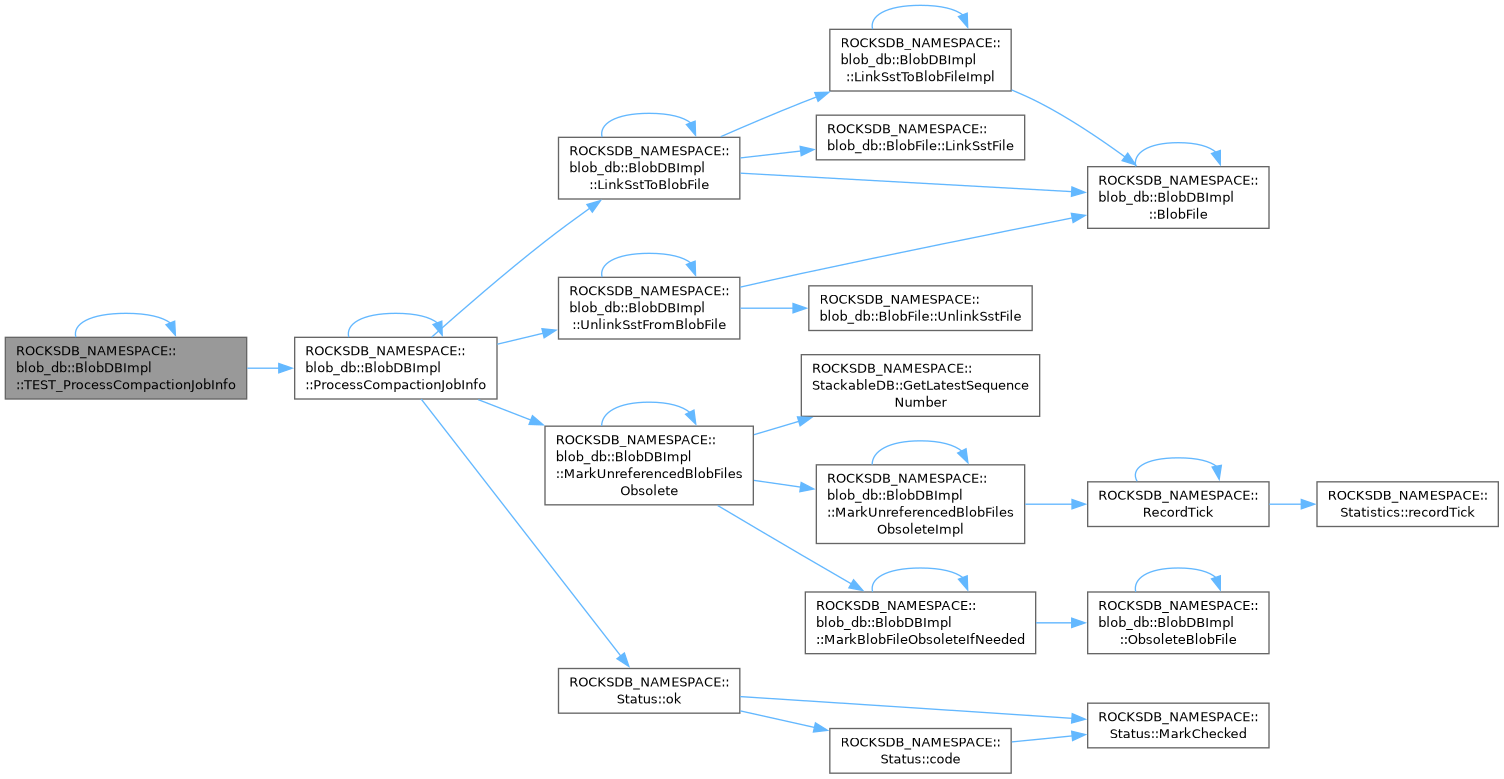 ROCKSDB_NAMESPACE::
blob_db::BlobDBImpl
::TEST_ProcessCompactionJobInfo
ROCKSDB_NAMESPACE::
blob_db::BlobDBImpl
::ProcessCompactionJobInfo
ROCKSDB_NAMESPACE::
blob_db::BlobDBImpl
::LinkSstToBlobFile
ROCKSDB_NAMESPACE::
blob_db::BlobDBImpl
::LinkSstToBlobFileImpl
ROCKSDB_NAMESPACE::
blob_db::BlobFile::LinkSstFile
ROCKSDB_NAMESPACE::
blob_db::BlobDBImpl
::BlobFile
ROCKSDB_NAMESPACE::
blob_db::BlobDBImpl
::UnlinkSstFromBlobFile
ROCKSDB_NAMESPACE::
blob_db::BlobFile::UnlinkSstFile
ROCKSDB_NAMESPACE::
blob_db::BlobDBImpl
::MarkUnreferencedBlobFiles
Obsolete
ROCKSDB_NAMESPACE::
StackableDB::GetLatestSequence
Number
ROCKSDB_NAMESPACE::
blob_db::BlobDBImpl
::MarkUnreferencedBlobFiles
ObsoleteImpl
ROCKSDB_NAMESPACE::
RecordTick
ROCKSDB_NAMESPACE::
Statistics::recordTick
ROCKSDB_NAMESPACE::
blob_db::BlobDBImpl
::MarkBlobFileObsoleteIfNeeded
ROCKSDB_NAMESPACE::
blob_db::BlobDBImpl
::ObsoleteBlobFile
ROCKSDB_NAMESPACE::
Status::ok
ROCKSDB_NAMESPACE::
Status::code
ROCKSDB_NAMESPACE::
Status::MarkChecked